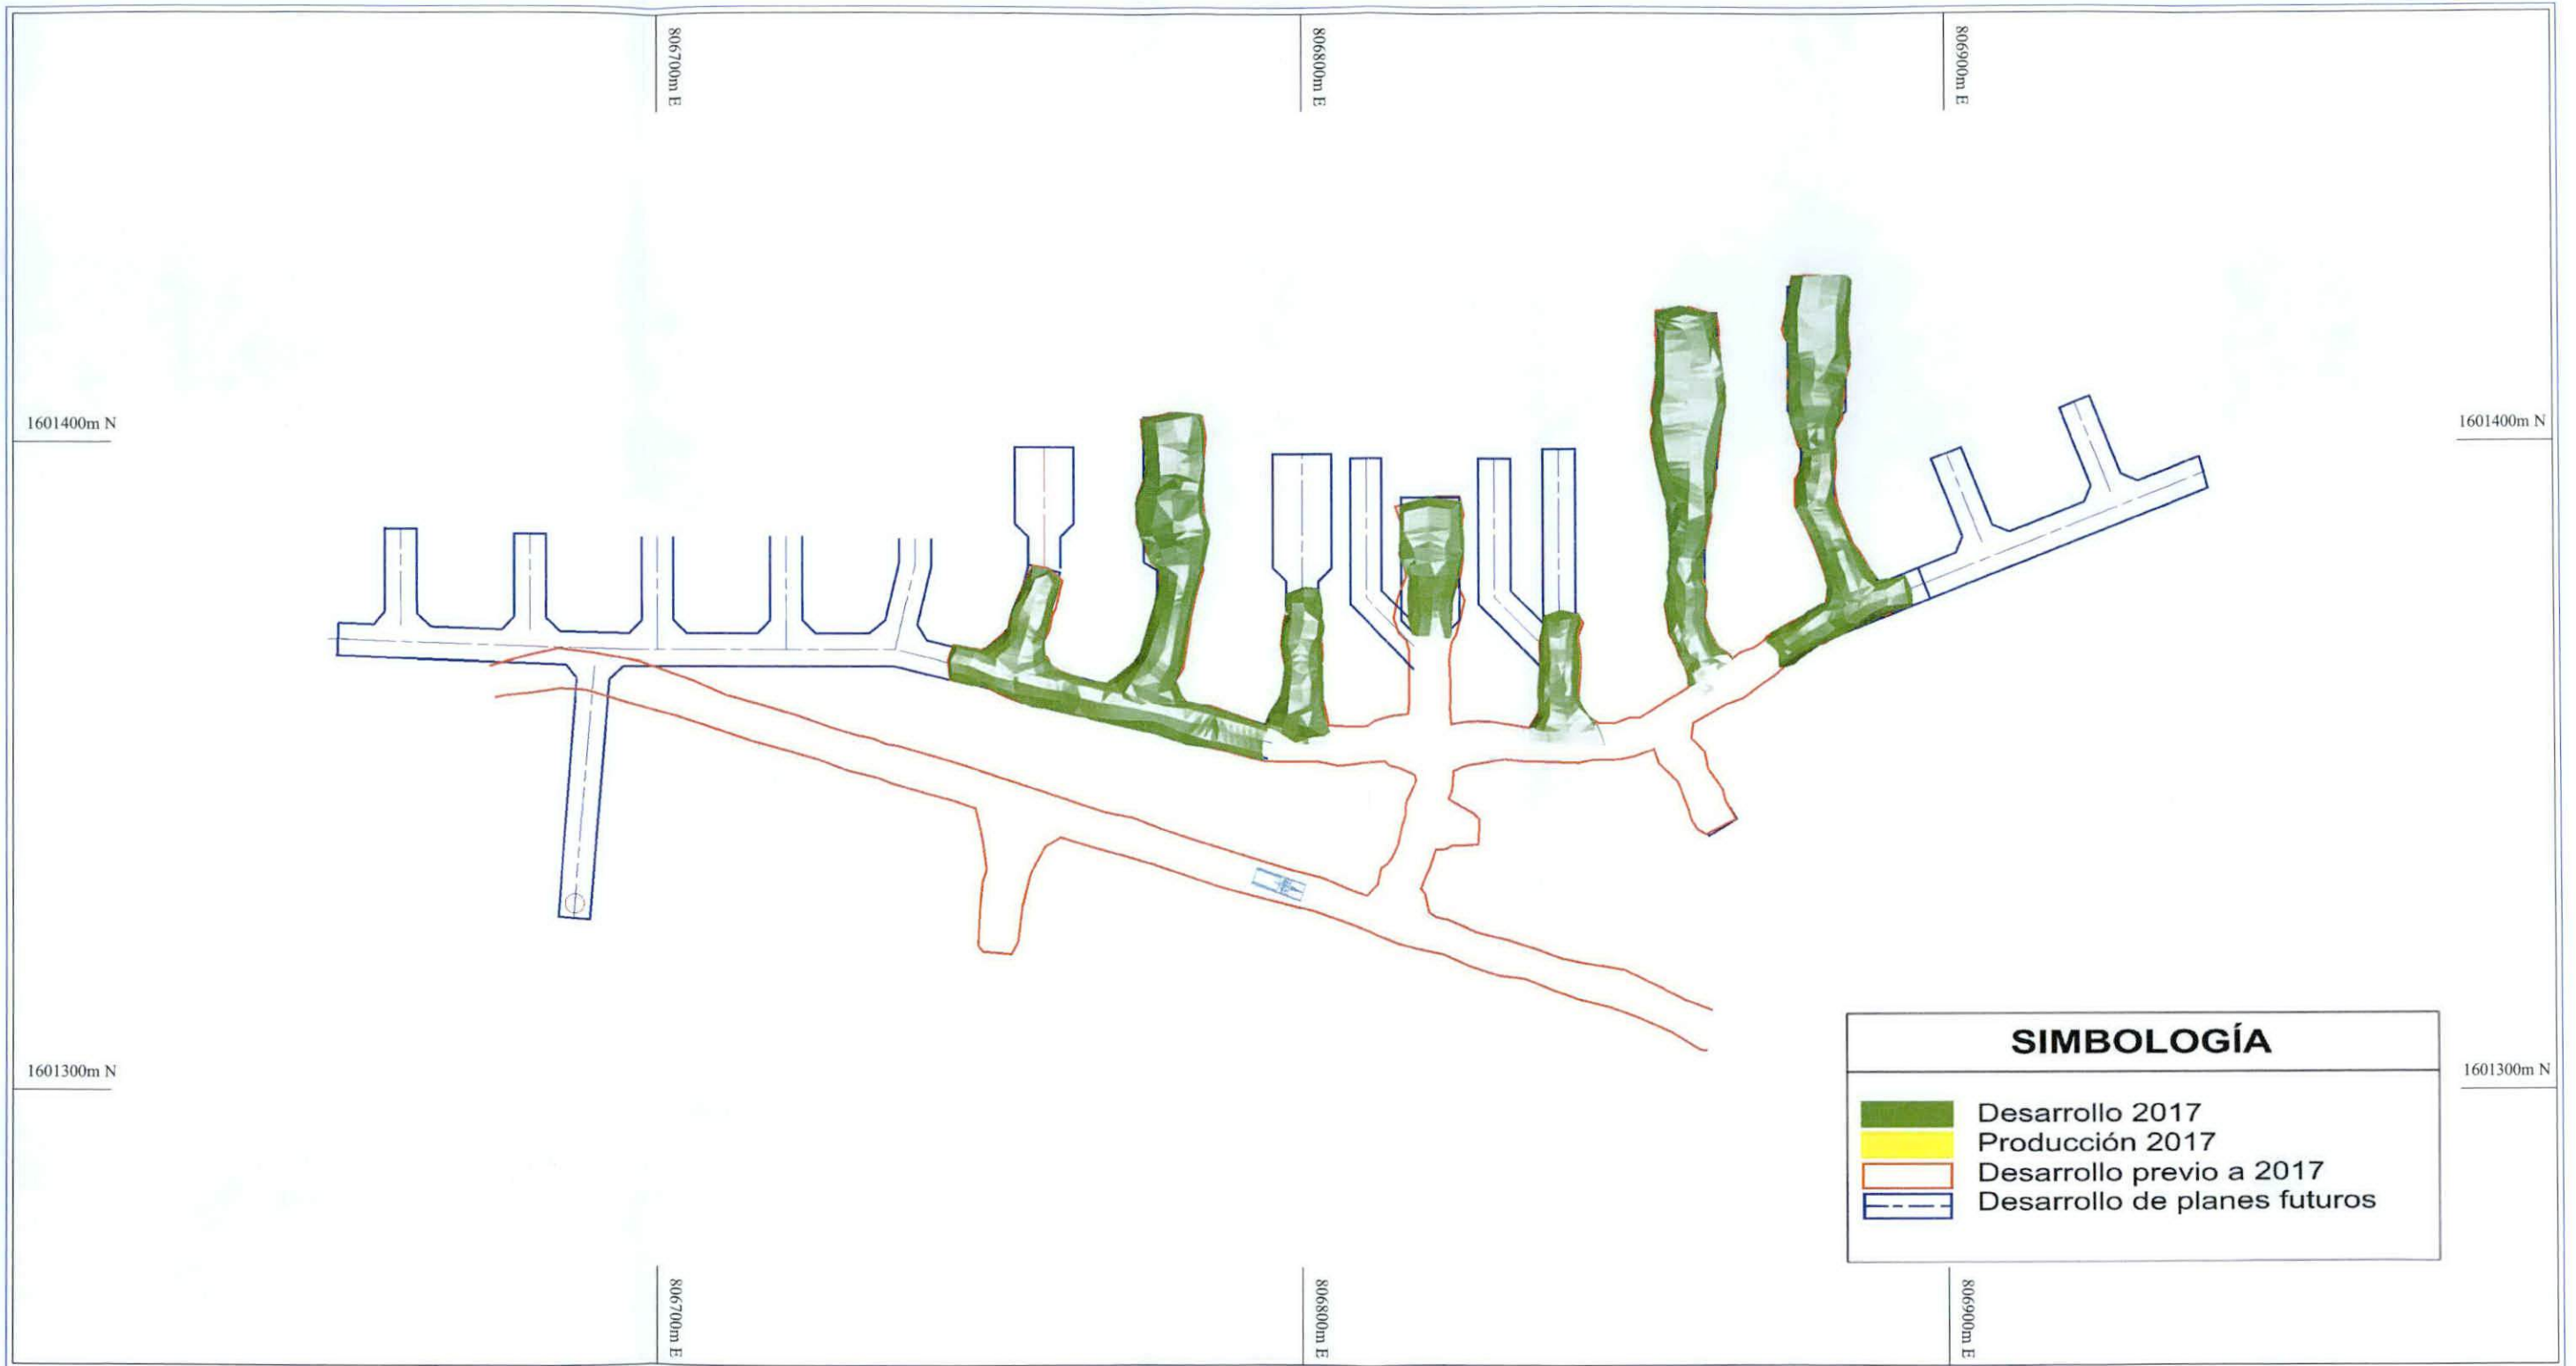 806700m E
806800m E
806900m E
1601400m N
1601400m N
1601300m N
1601300m N
SIMBOLOGÍA
Desarrollo 2017
Producción 2017
Desarrollo previo a 2017
Desarrollo de planes futuros
806700m E
806800m E
806900m E